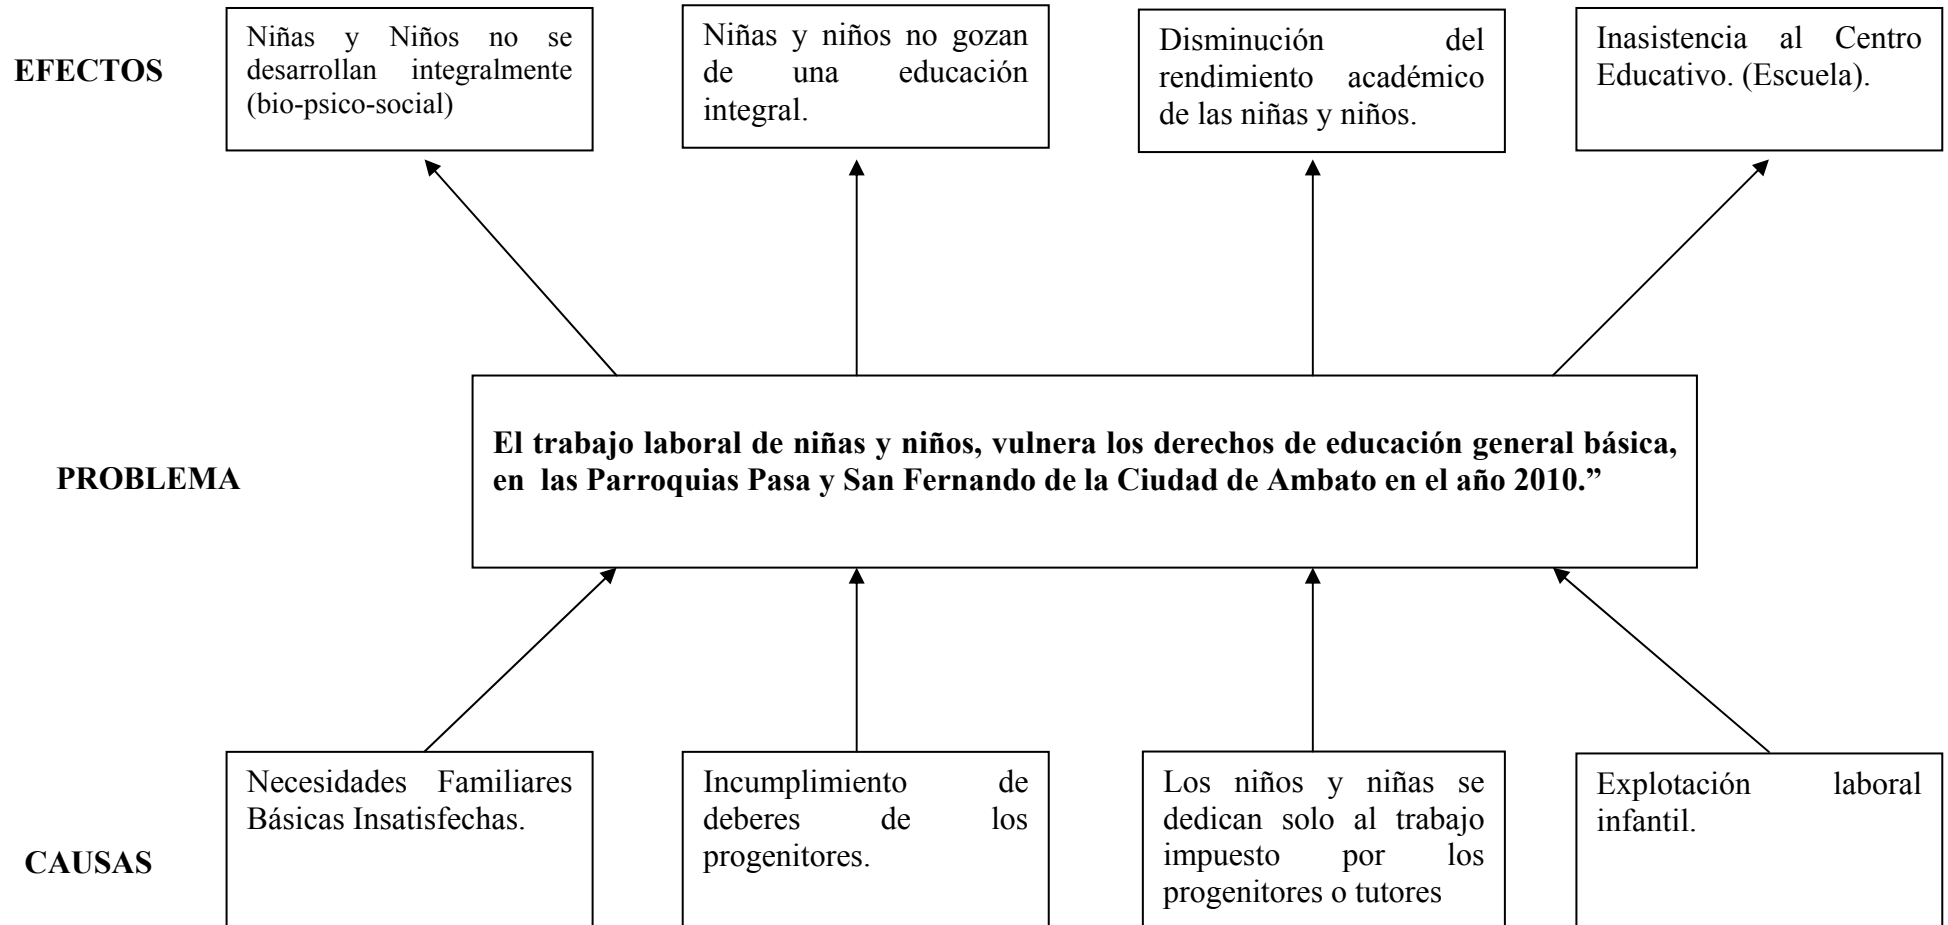 EFECTOS
Niñas y Niños no se
desarrollan integralmente
(bio-psico-social)
Niñas y niños no gozan
de una educación
integral.
Disminución del
rendimiento académico
de las niñas y niños.
Inasistencia al Centro
Educativo. (Escuela).
PROBLEMA
El trabajo laboral de niñas y niños, vulnera los derechos de educación general básica,
en las Parroquias Pasa y San Fernando de la Ciudad de Ambato en el año 2010.”
CAUSAS
Necesidades Familiares
Básicas Insatisfechas.
Incumplimiento de
deberes de los
progenitores.
Los niños y niñas se
dedican solo al trabajo
impuesto por los
progenitores o tutores
Explotación laboral
infantil.